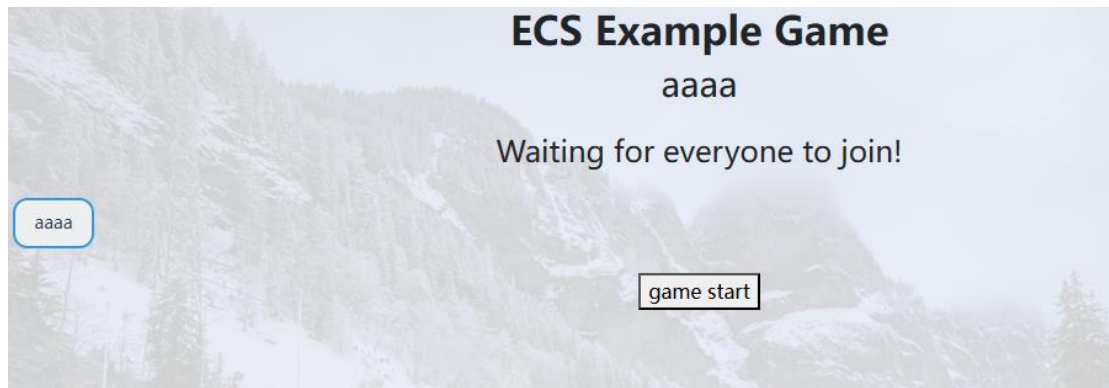 ECS Example Game
aaaa
Waiting for everyone to join!
aaaa
game start